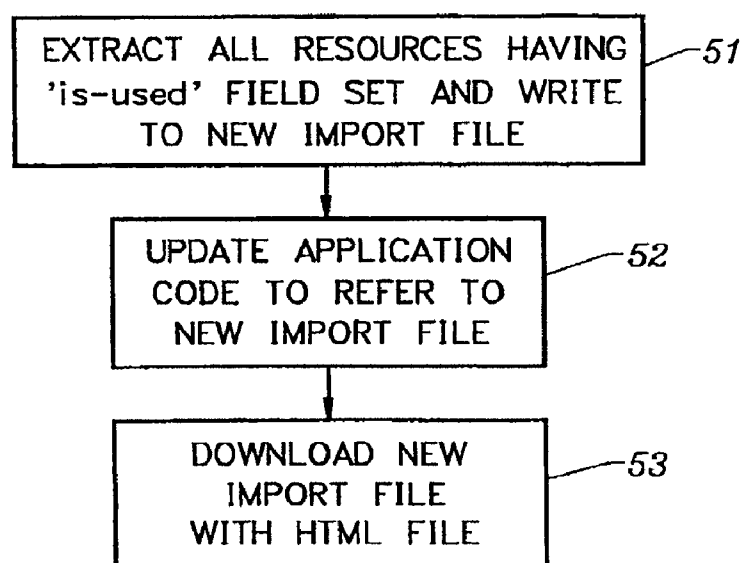 EXTRACT ALL RESOURCES HAVING
'is-used' FIELD SET AND WRITE
TO NEW IMPORT FILE
51
UPDATE APPLICATION
CODE TO REFER TO
NEW IMPORT FILE
52
DOWNLOAD NEW
IMPORT FILE
WITH HTML FILE
53